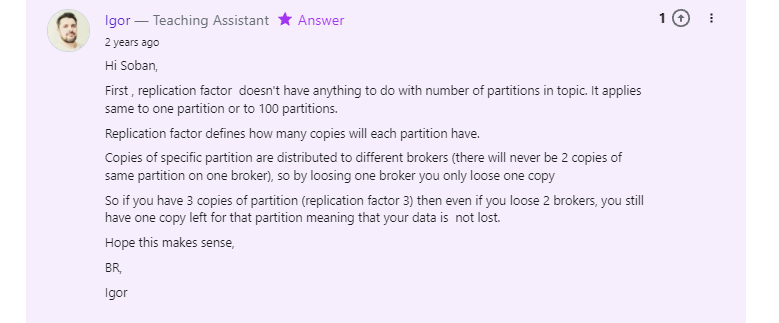 Igor — Teaching Assistant ★ Answer
1
2 years ago
Hi Soban,
First , replication factor  doesn't have anything to do with number of partitions in topic. It applies
same to one partition or to 100 partitions.
Replication factor defines how many copies will each partition have.
Copies of specific partition are distributed to different brokers (there will never be 2 copies of
same partition on one broker), so by loosing one broker you only loose one copy
So if you have 3 copies of partition (replication factor 3) then even if you loose 2 brokers, you still
have one copy left for that partition meaning that your data is  not lost.
Hope this makes sense,
BR,
Igor